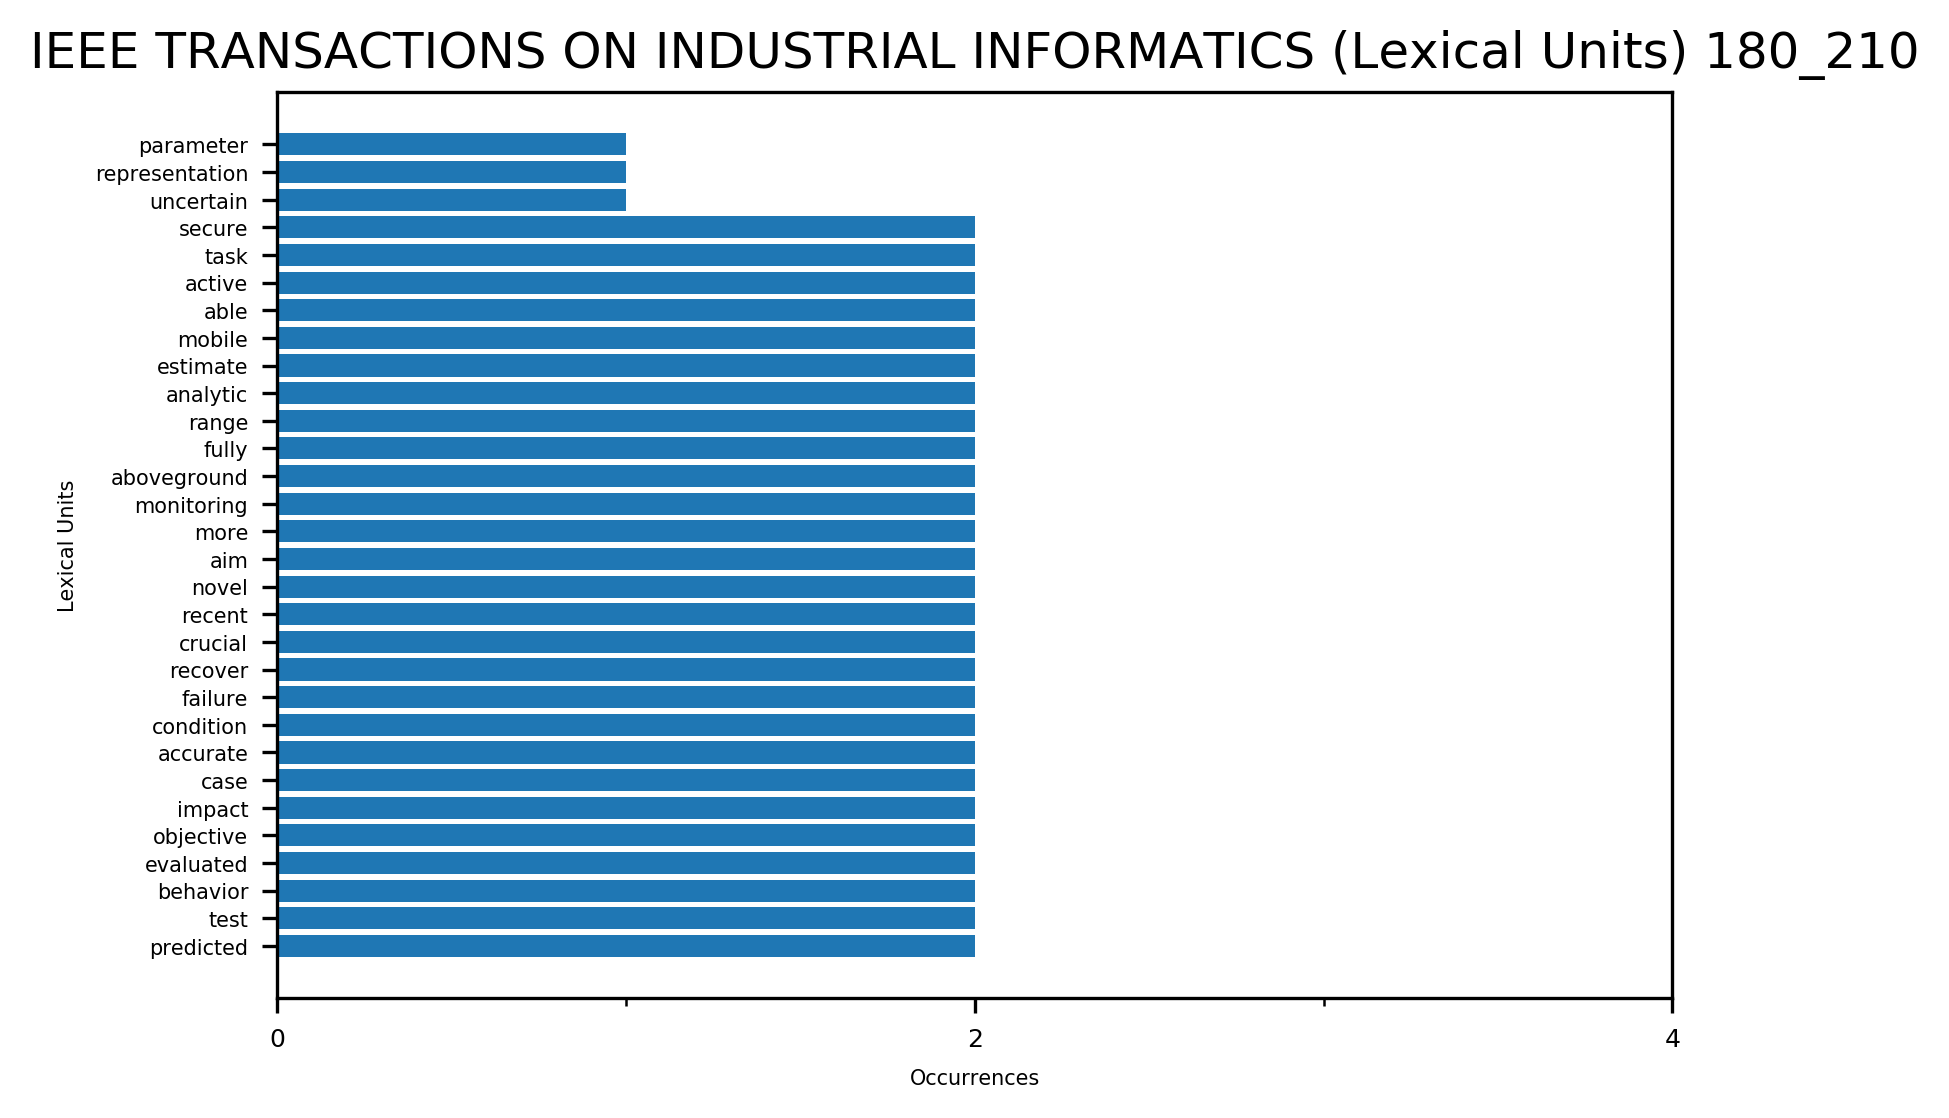 IEEE TRANSACTIONS ON INDUSTRIAL INFORMATICS (Lexical Units) 180_210
parameter
representation
uncertain
secure
task
active
able
mobile
estimate
analytic
range
fully
aboveground
monitoring
more
aim
novel
recent
crucial
recover
failure
condition
accurate
case
impact
objective
evaluated
behavior
test
predicted
Lexical Units
0 2 4
Occurrences